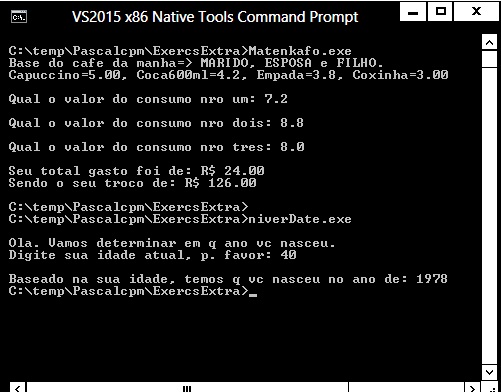 VS2015 x86 Native Tools Command Prompt
C:\temp\Pascalcpm\ExercsExtra>Matenkafo.exe
Base do cafe da manha=> MARIDO, ESPOSA e FILHO.
Capuccino=5.00, Coca600ml=4.2, Empada=3.8, Coxinha=3.00
Qual o valor do consumo nro um: 7.2
Qual o valor do consumo nro dois: 8.8
Qual o valor do consumo nro tres: 8.0
Seu total gasto foi de: R$ 24.00
Sendo o seu troco de: R$ 126.00
C:\temp\Pascalcpm\ExercsExtra>
C:\temp\Pascalcpm\ExercsExtra>niverDate.exe
Ola. Vamos determinar em q ano vc nasceu.
Digite sua idade atual, p. favor: 40
Baseado na sua idade, temos q vc nasceu no ano de: 1978
C:\temp\Pascalcpm\ExercsExtra>_